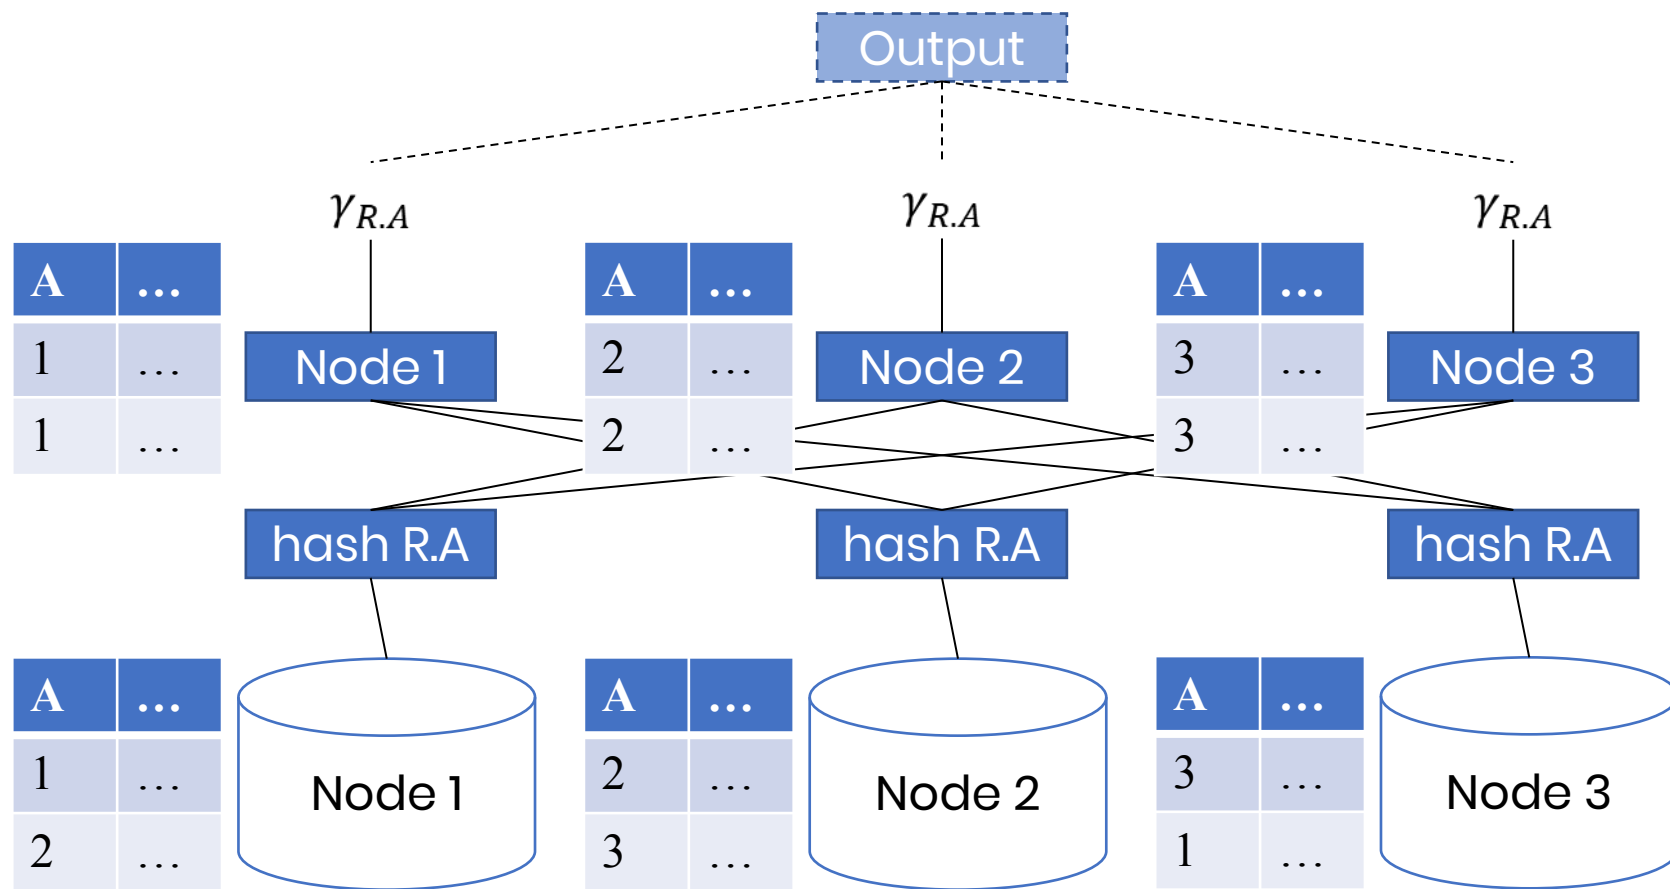 Output
γR.A γR.A γR.A
A …
1 …
1 …
Node 1
A …
2 …
2 …
Node 2
A …
3 …
3 …
Node 3
hash R.A hash R.A hash R.A
A …
1 …
2 …
Node 1
A …
2 …
3 …
Node 2
A …
3 …
1 …
Node 3